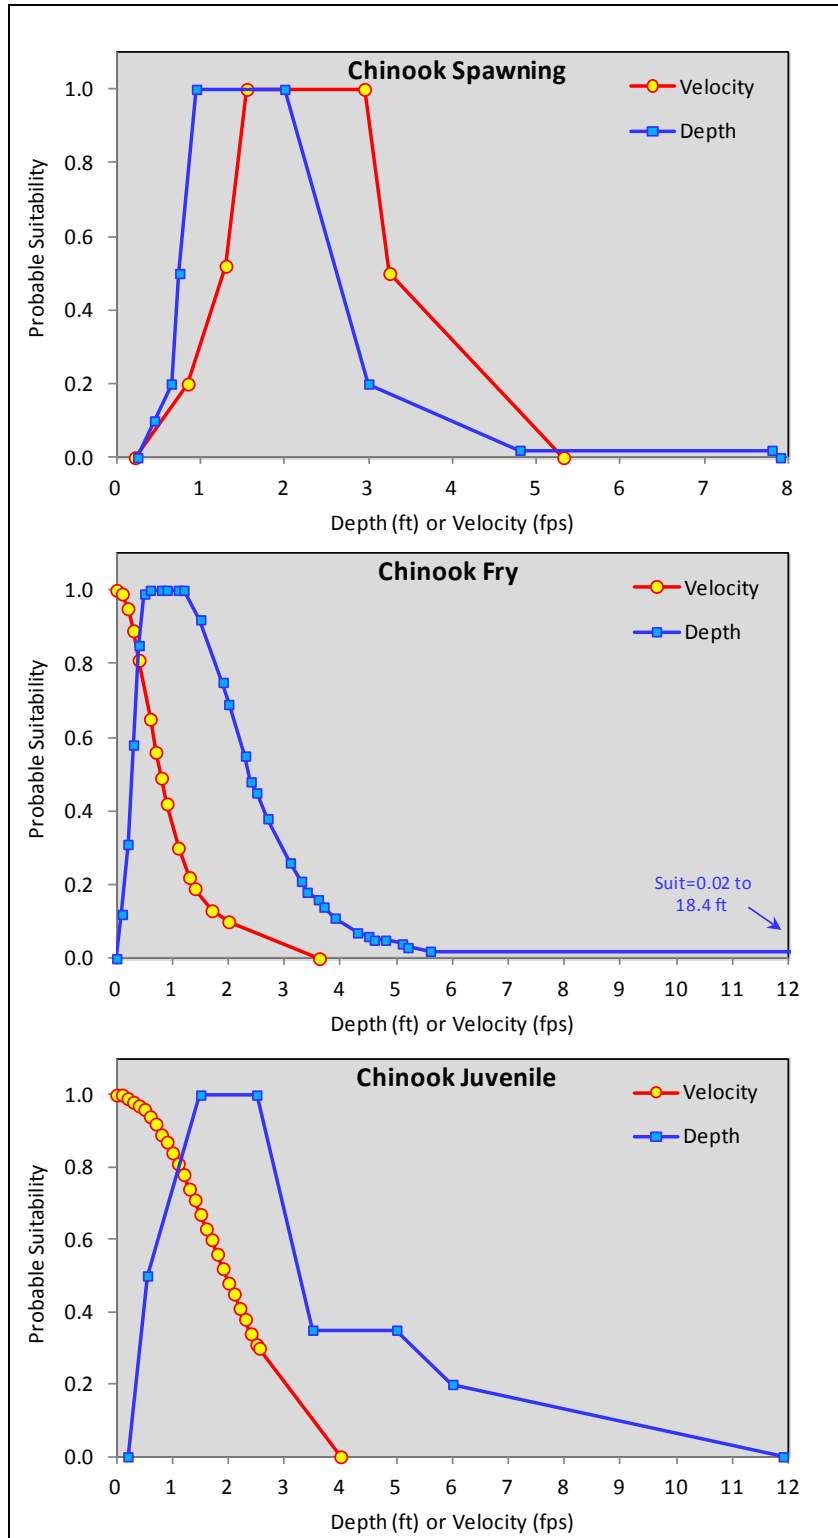 Chinook Spawning
Velocity
Depth
Probable Suitability
1.0
0.8
0.6
0.4
0.2
0.0
0 1 2 3 4 5 6 7 8
Depth (ft) or Velocity (fps)
Chinook Fry
Velocity
Depth
Probable Suitability
1.0
0.8
0.6
0.4
0.2
0.0
Suit=0.02 to
18.4 ft
0 1 2 3 4 5 6 7 8 9 10 11 12
Depth (ft) or Velocity (fps)
Chinook Juvenile
Velocity
Depth
Probable Suitability
1.0
0.8
0.6
0.4
0.2
0.0
0 1 2 3 4 5 6 7 8 9 10 11 12
Depth (ft) or Velocity (fps)